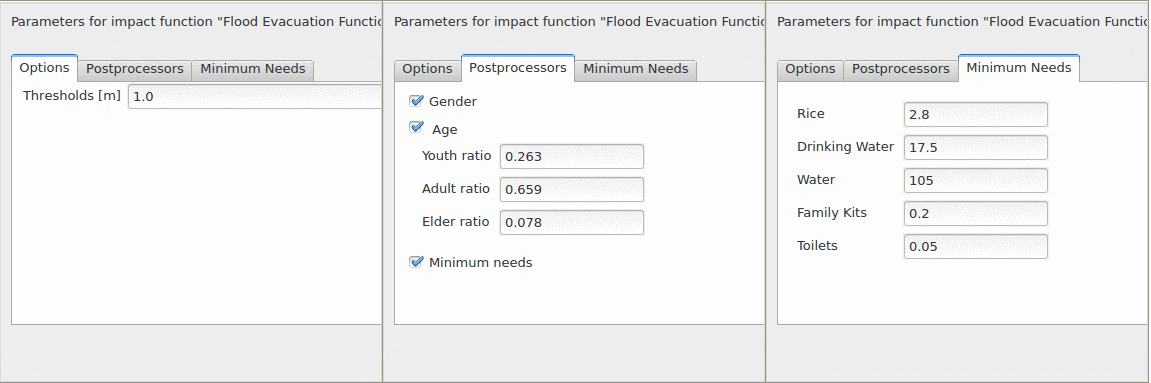 Parameters for impact function "Flood Evacuation Functio
Options Postprocessors Minimum Needs
Thresholds [m] 1.0
Parameters for impact function "Flood Evacuation Functio
Options Postprocessors Minimum Needs
Gender
Age
Youth ratio 0.263
Adult ratio 0.659
Elder ratio 0.078
Minimum needs
Parameters for impact function "Flood Evacuation Functio
Options Postprocessors Minimum Needs
Rice 2.8
Drinking Water 17.5
Water 105
Family Kits 0.2
Toilets 0.05